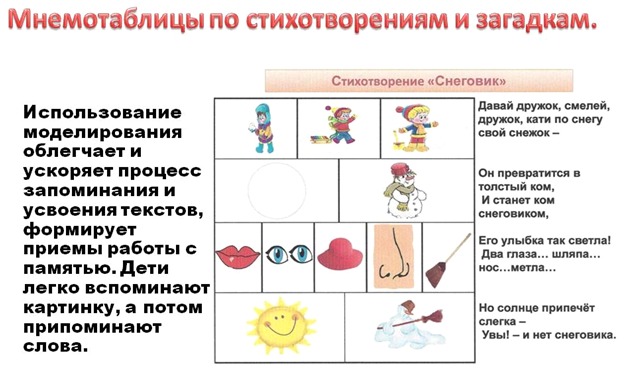 Мнемотаблицы по стихотворениям и загадкам.
Стихотворение «Снеговик»
Использование
моделирования
облегчает и
ускоряет процесс
запоминания и
усвоения текстов,
формирует
приемы работы с
памятью. Дети
легко вспоминают
картинку, а потом
припоминают
слова.
Давай дружок, смелей,
дружок, кати по снегу
свой снежок –
Он превратится в
толстый ком,
И станет ком
снеговиком,
Его улыбка так светла!
Два глаза… шляпа…
нос…метла…
Но солнце припечёт
слегка –
Увы! – и нет снеговика.